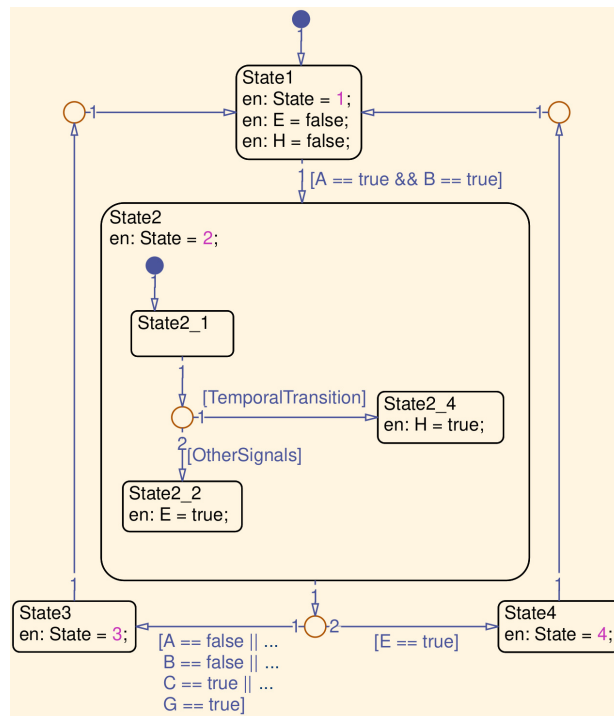 1
State1
en: State = 1;
en: E = false;
en: H = false;
1
1
1
[A == true && B == true]
State2
en: State = 2;
1
State2_1
1
[TemporalTransition]
1
State2_4
en: H = true;
2
[OtherSignals]
State2_2
en: E = true;
1
1
1
State3
en: State = 3;
1
2
State4
en: State = 4;
[A == false || ...
B == false || ...
C == true || ...
G == true]
[E == true]